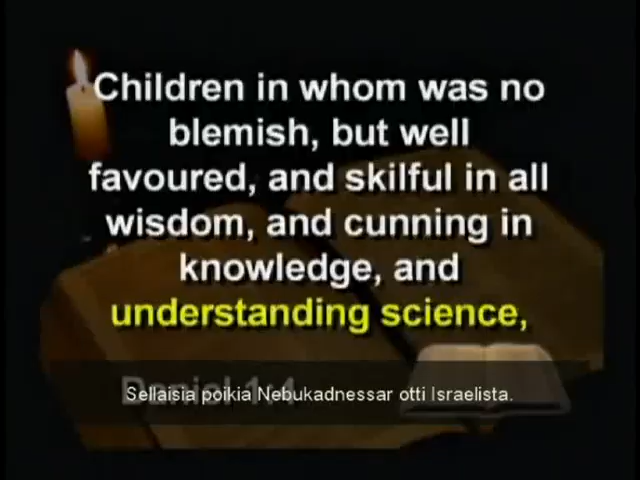 Children in whom was no
blemish, but well
favoured, and skilful in all
wisdom, and cunning in
knowledge, and
understanding science,
Daniel 1:4
Sellaisia poikia Nebukadnessar otti Israelista.